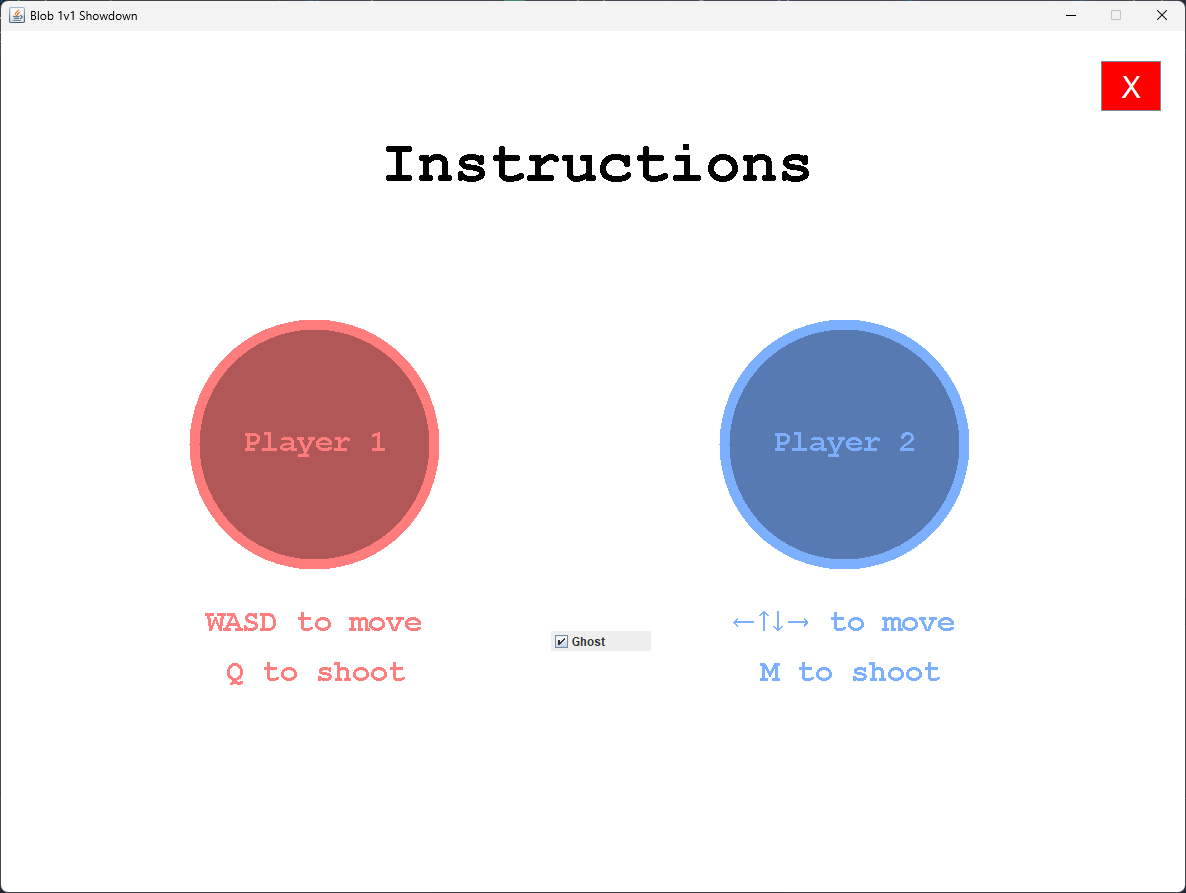 Blob 1v1 Showdown
X
Instructions
Player 1
Player 2
WASD to move
←↑↓→ to move
Ghost
Q to shoot
M to shoot